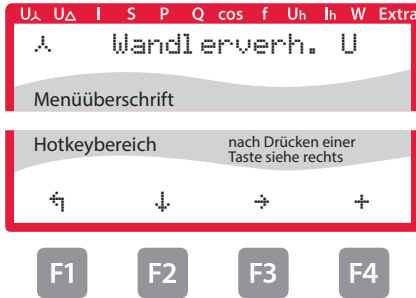 U⅄ U△ I S P Q cos f Uh Ih W Extra
⅄ Wandlerverh. U
Menüüberschrift
Hotkeybereich
nach Drücken einer
Taste siehe rechts
↰ ↓ → +
F1 F2 F3 F4